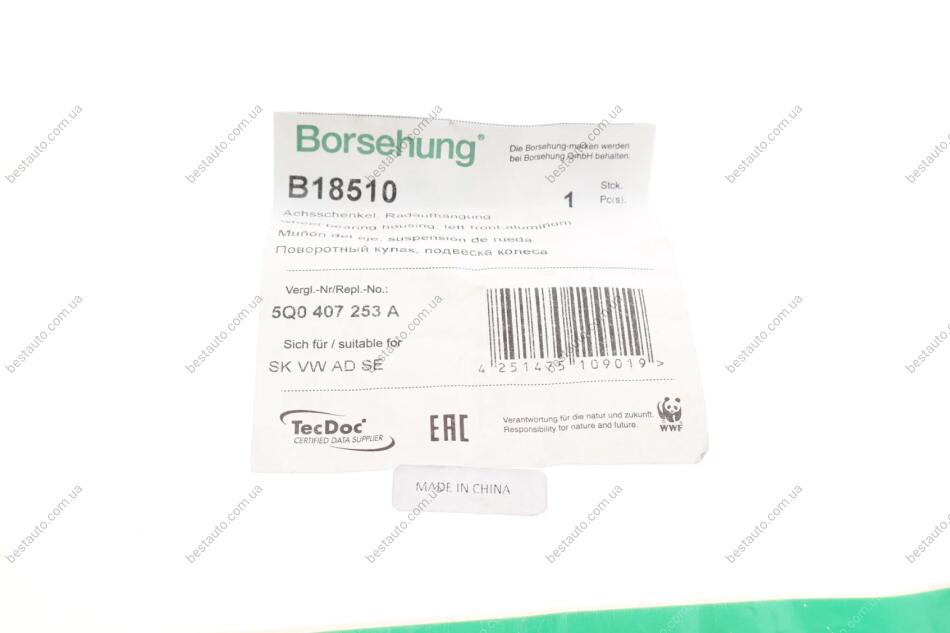 Borsehung®
Die Borsehung-marken werden
bei Borsehung GmbH behalten.
B18510
1 Stck.
Pc(s).
Achsschenkel, Radaufhängung
wheel bearing housing; left front;aluminium
Muñón del eje, suspensión de rueda
Поворотный кулак, подвеска колеса
Vergl.-Nr/Repl.-No.:
5Q0 407 253 A
Sich für / suitable for
SK VW AD SE
4 251465 109019 >
TecDoc
CERTIFIED DATA SUPPLIER
EAC
Verantwortung für die natur und zukunft.
Responsibility for nature and future.
WWF
MADE IN CHINA
bestauto.com.ua